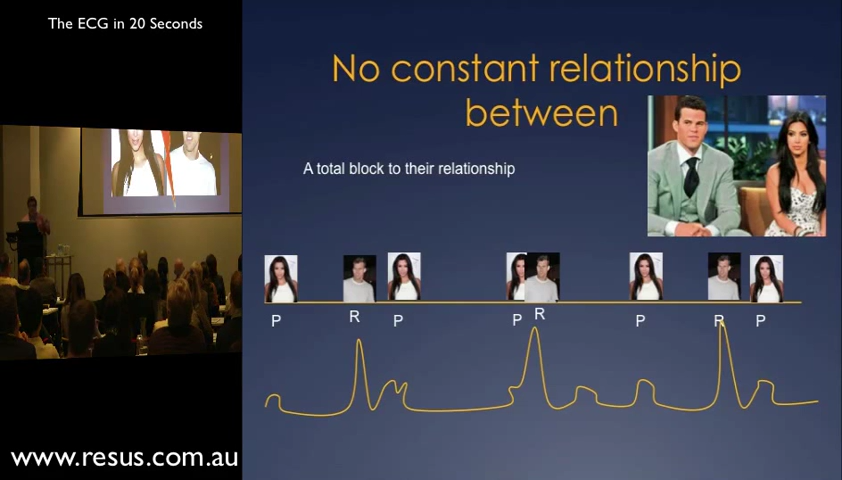 The ECG in 20 Seconds
No constant relationship
between
A total block to their relationship
P R P P R P R P
www.resus.com.au